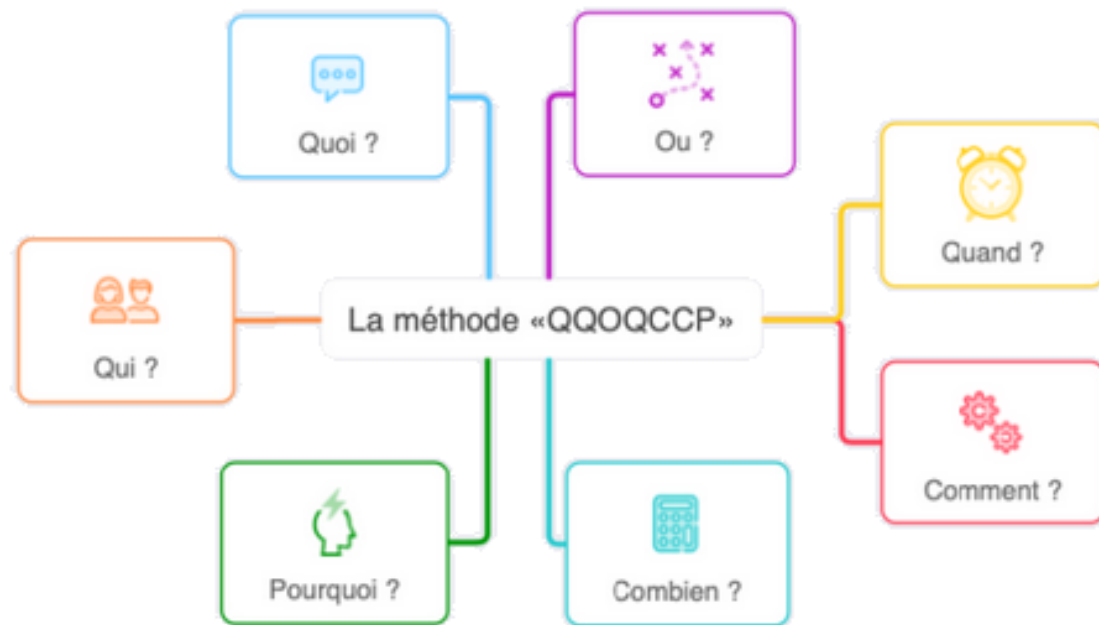 Quoi ?
Ou ?
Quand ?
Qui ?
La méthode «QQOQCCP»
Comment ?
Pourquoi ?
Combien ?